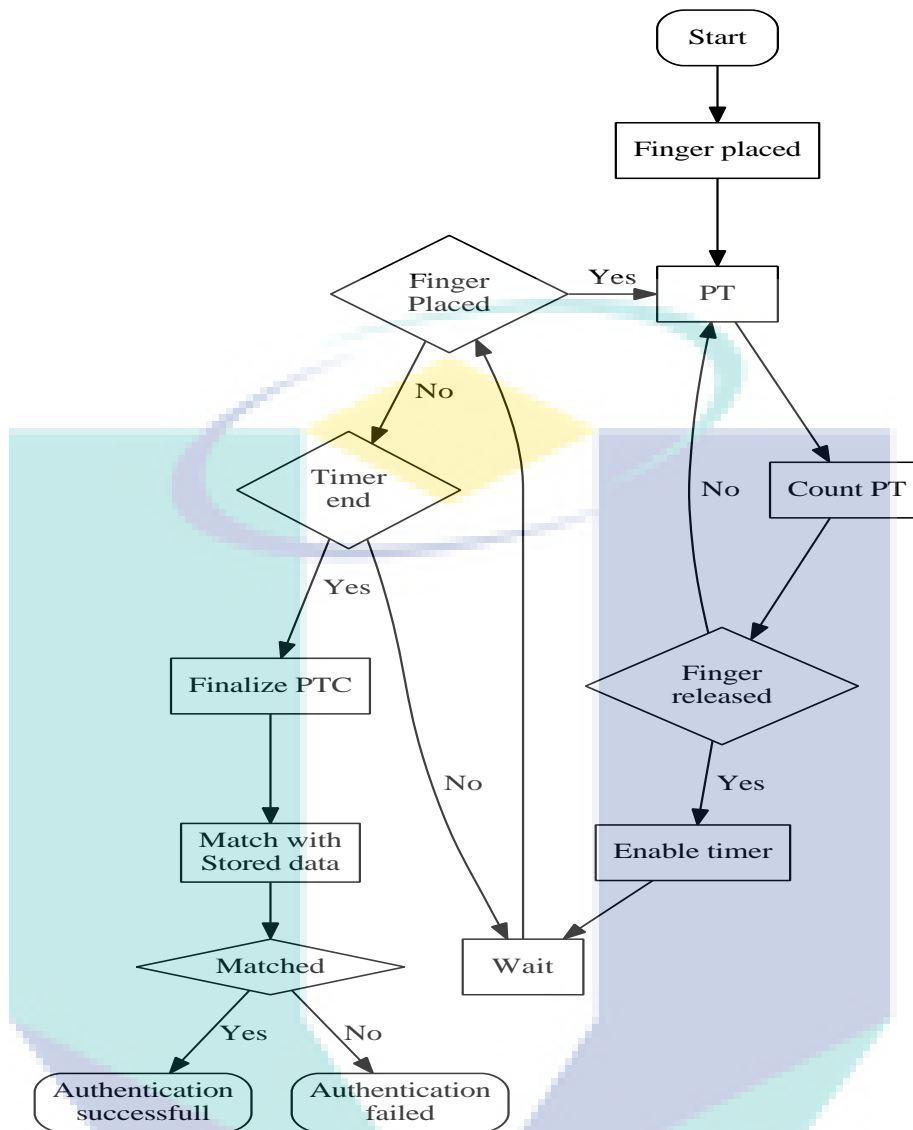 Start
Finger placed
Finger
Placed
Yes
PT
No
Timer
end
No
Count PT
Yes
Finalize PTC
Finger
released
No
Yes
Match with
Stored data
Enable timer
Matched
Wait
Yes
No
Authentication
successfull
Authentication
failed